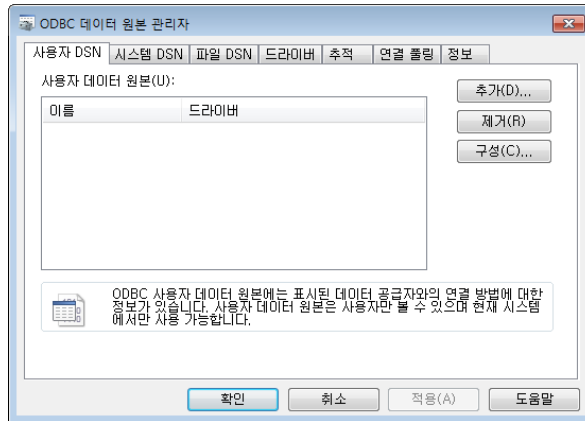 ODBC 데이터 원본 관리자
사용자 DSN 시스템 DSN 파일 DSN 드라이버 추적 연결 풀링 정보
사용자 데이터 원본(U):
이름 드라이버
추가(D)...
제거(R)
구성(C)...
ODBC 사용자 데이터 원본에는 표시된 데이터 공급자와의 연결 방법에 대한
정보가 있습니다. 사용자 데이터 원본은 사용자만 볼 수 있으며 현재 시스템
에서만 사용 가능합니다.
확인 취소 적용(A) 도움말